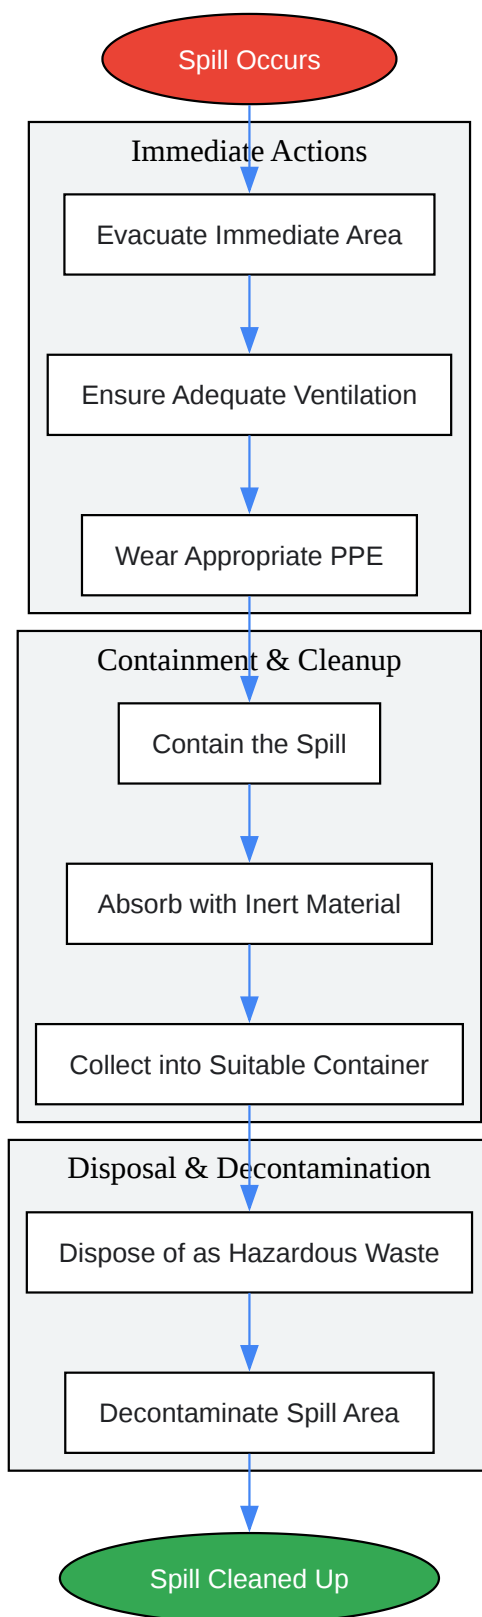 Spill Occurs
Immediate Actions
Evacuate Immediate Area
Ensure Adequate Ventilation
Wear Appropriate PPE
Containment & Cleanup
Contain the Spill
Absorb with Inert Material
Collect into Suitable Container
Disposal & Decontamination
Dispose of as Hazardous Waste
Decontaminate Spill Area
Spill Cleaned Up